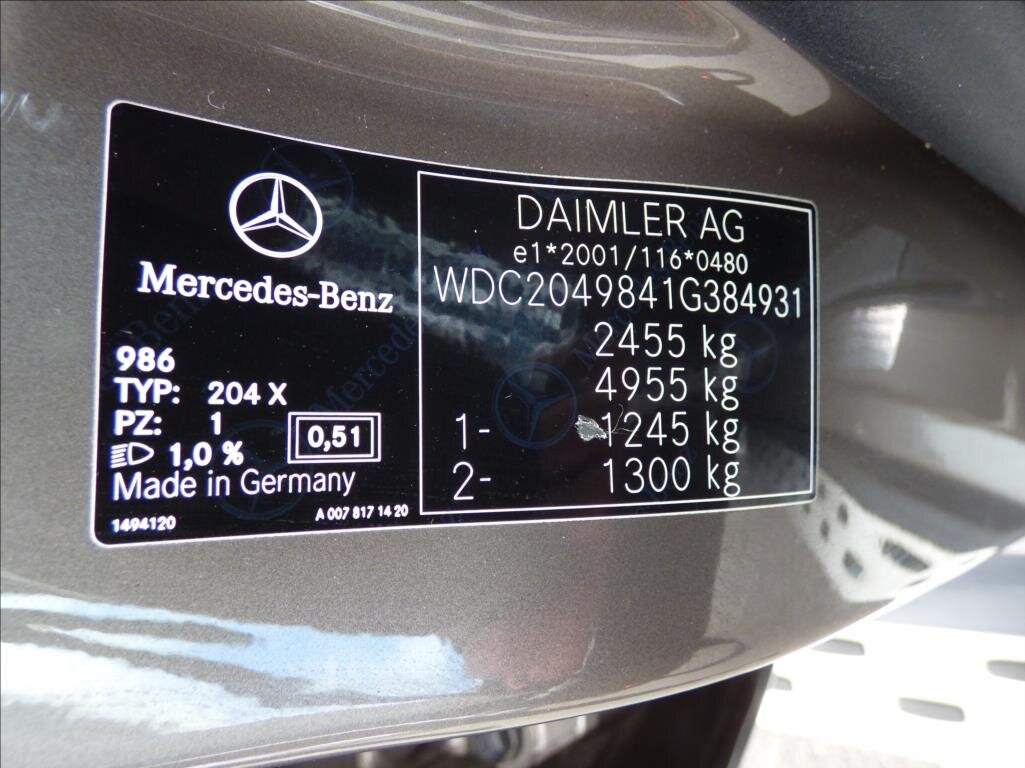 Mercedes-Benz
986
TYP: 204 X
PZ: 1
1,0 %
0,51
Made in Germany
1494120
A 007 817 14 20
DAIMLER AG
e1*2001/116*0480
WDC2049841G384931
2455 kg
4955 kg
1- 1245 kg
2- 1300 kg